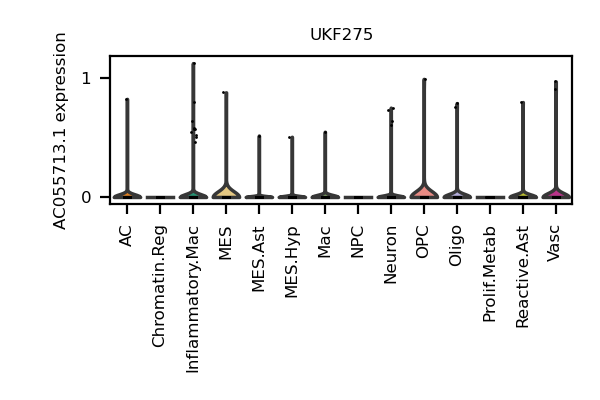 UKF275
AC055713.1 expression
1
0
AC
Chromatin.Reg
Inflammatory.Mac
MES
MES.Ast
MES.Hyp
Mac
NPC
Neuron
OPC
Oligo
Prolif.Metab
Reactive.Ast
Vasc